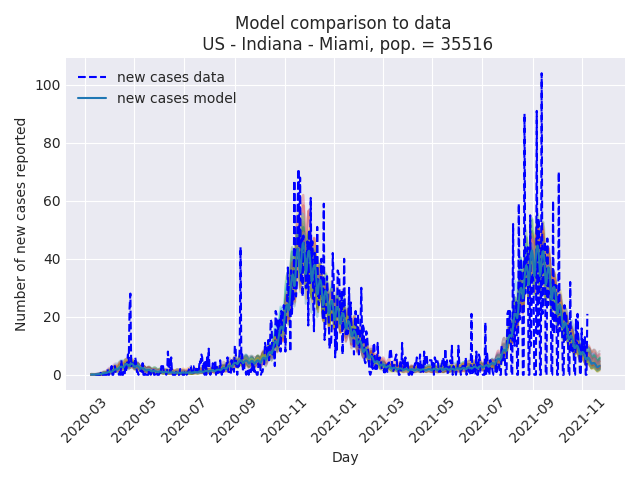 Model comparison to data
US - Indiana - Miami, pop. = 35516
new cases data
new cases model
Number of new cases reported
100
80
60
40
20
0
2020-03
2020-05
2020-07
2020-09
2020-11
2021-01
2021-03
2021-05
2021-07
2021-09
2021-11
Day